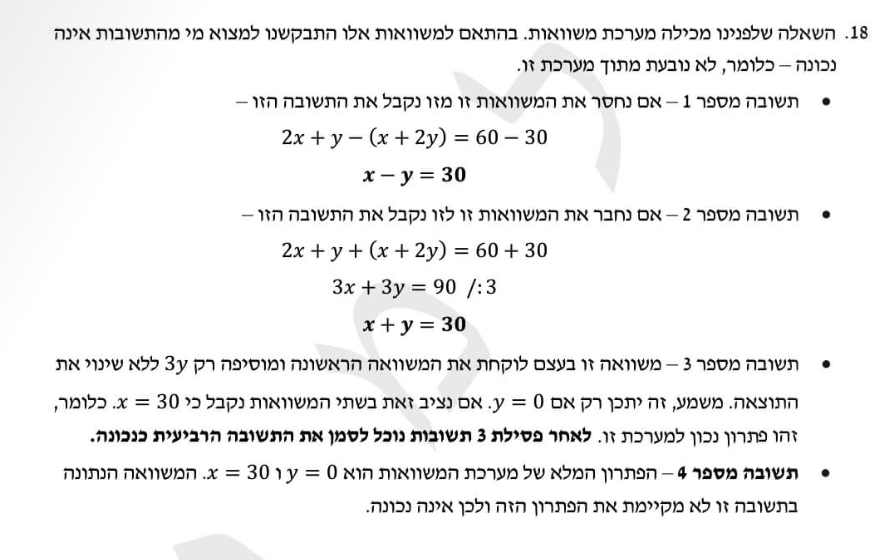 18. השאלה שלפנינו מכילה מערכת משוואות. בהתאם למשוואות אלו התבקשנו למצוא מי מהתשובות אינה
נכונה – כלומר, לא נובעת מתוך מערכת זו.
• תשובה מספר 1 – אם נחסר את המשוואות זו מזו נקבל את התשובה הזו –
2x + y − (x + 2y) = 60 − 30
x − y = 30
• תשובה מספר 2 – אם נחבר את המשוואות זו לזו נקבל את התשובה הזו –
2x + y + (x + 2y) = 60 + 30
3x + 3y = 90 /:3
x + y = 30
• תשובה מספר 3 – משוואה זו בעצם לוקחת את המשוואה הראשונה ומוסיפה רק 3y ללא שינוי את
התוצאה. משמע, זה יתכן רק אם y = 0. אם נציב זאת בשתי המשוואות נקבל כי x = 30. כלומר,
זהו פתרון נכון למערכת זו. לאחר פסילת 3 תשובות נוכל לסמן את התשובה הרביעית כנכונה.
• תשובה מספר 4 – הפתרון המלא של מערכת המשוואות הוא y = 0 ו x = 30. המשוואה הנתונה
בתשובה זו לא מקיימת את הפתרון הזה ולכן אינה נכונה.